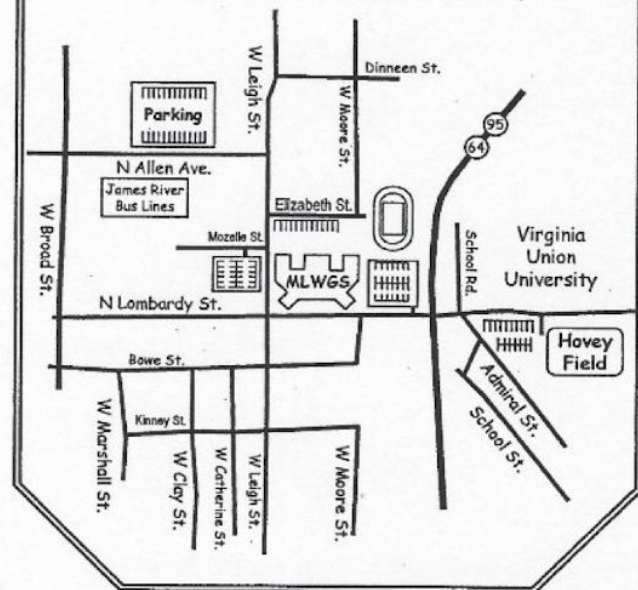 W Leigh St.
Dinneen St.
W Moore St.
Parking
95
64
N Allen Ave.
James River
Bus Lines
Elizabeth St.
W Broad St.
Mozelle St.
School Rd.
Virginia
Union
University
MLWGS
N Lombardy St.
Hovey
Field
Bowe St.
Admiral St.
School St.
Kinney St.
W Marshall St.
W Clay St.
W Catherine St.
W Leigh St.
W Moore St.